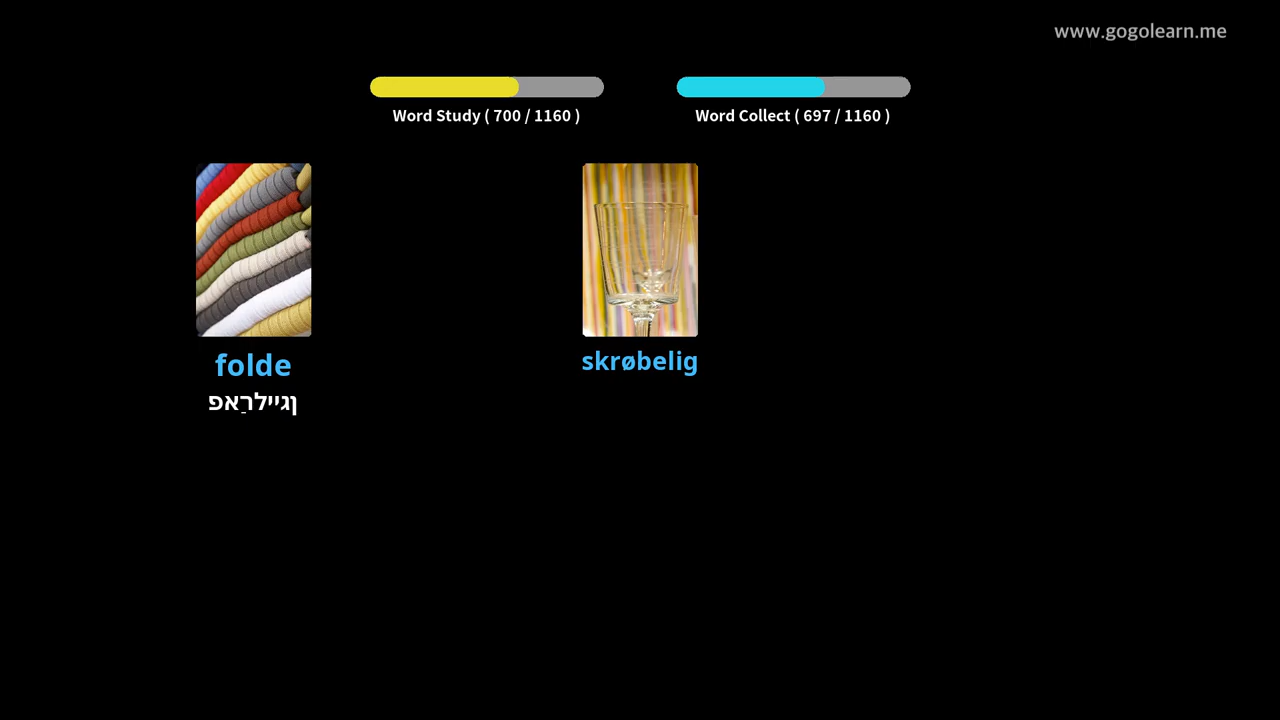 www.gogolearn.me
Word Study ( 700 / 1160 )
Word Collect ( 697 / 1160 )
folde
פאַרלייגן
skrøbelig